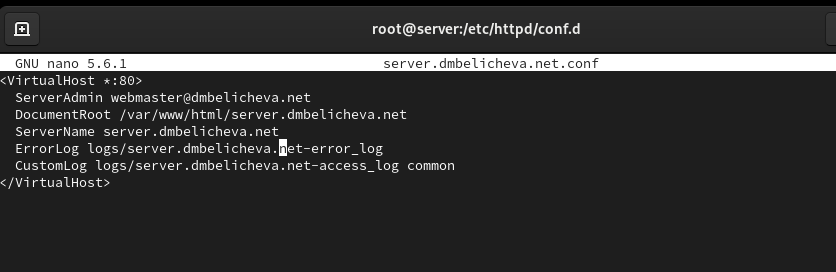 root@server:/etc/httpd/conf.d
GNU nano 5.6.1 server.dmbelicheva.net.conf
<VirtualHost *:80>
ServerAdmin webmaster@dmbelicheva.net
DocumentRoot /var/www/html/server.dmbelicheva.net
ServerName server.dmbelicheva.net
ErrorLog logs/server.dmbelicheva.net-error_log
CustomLog logs/server.dmbelicheva.net-access_log common
</VirtualHost>